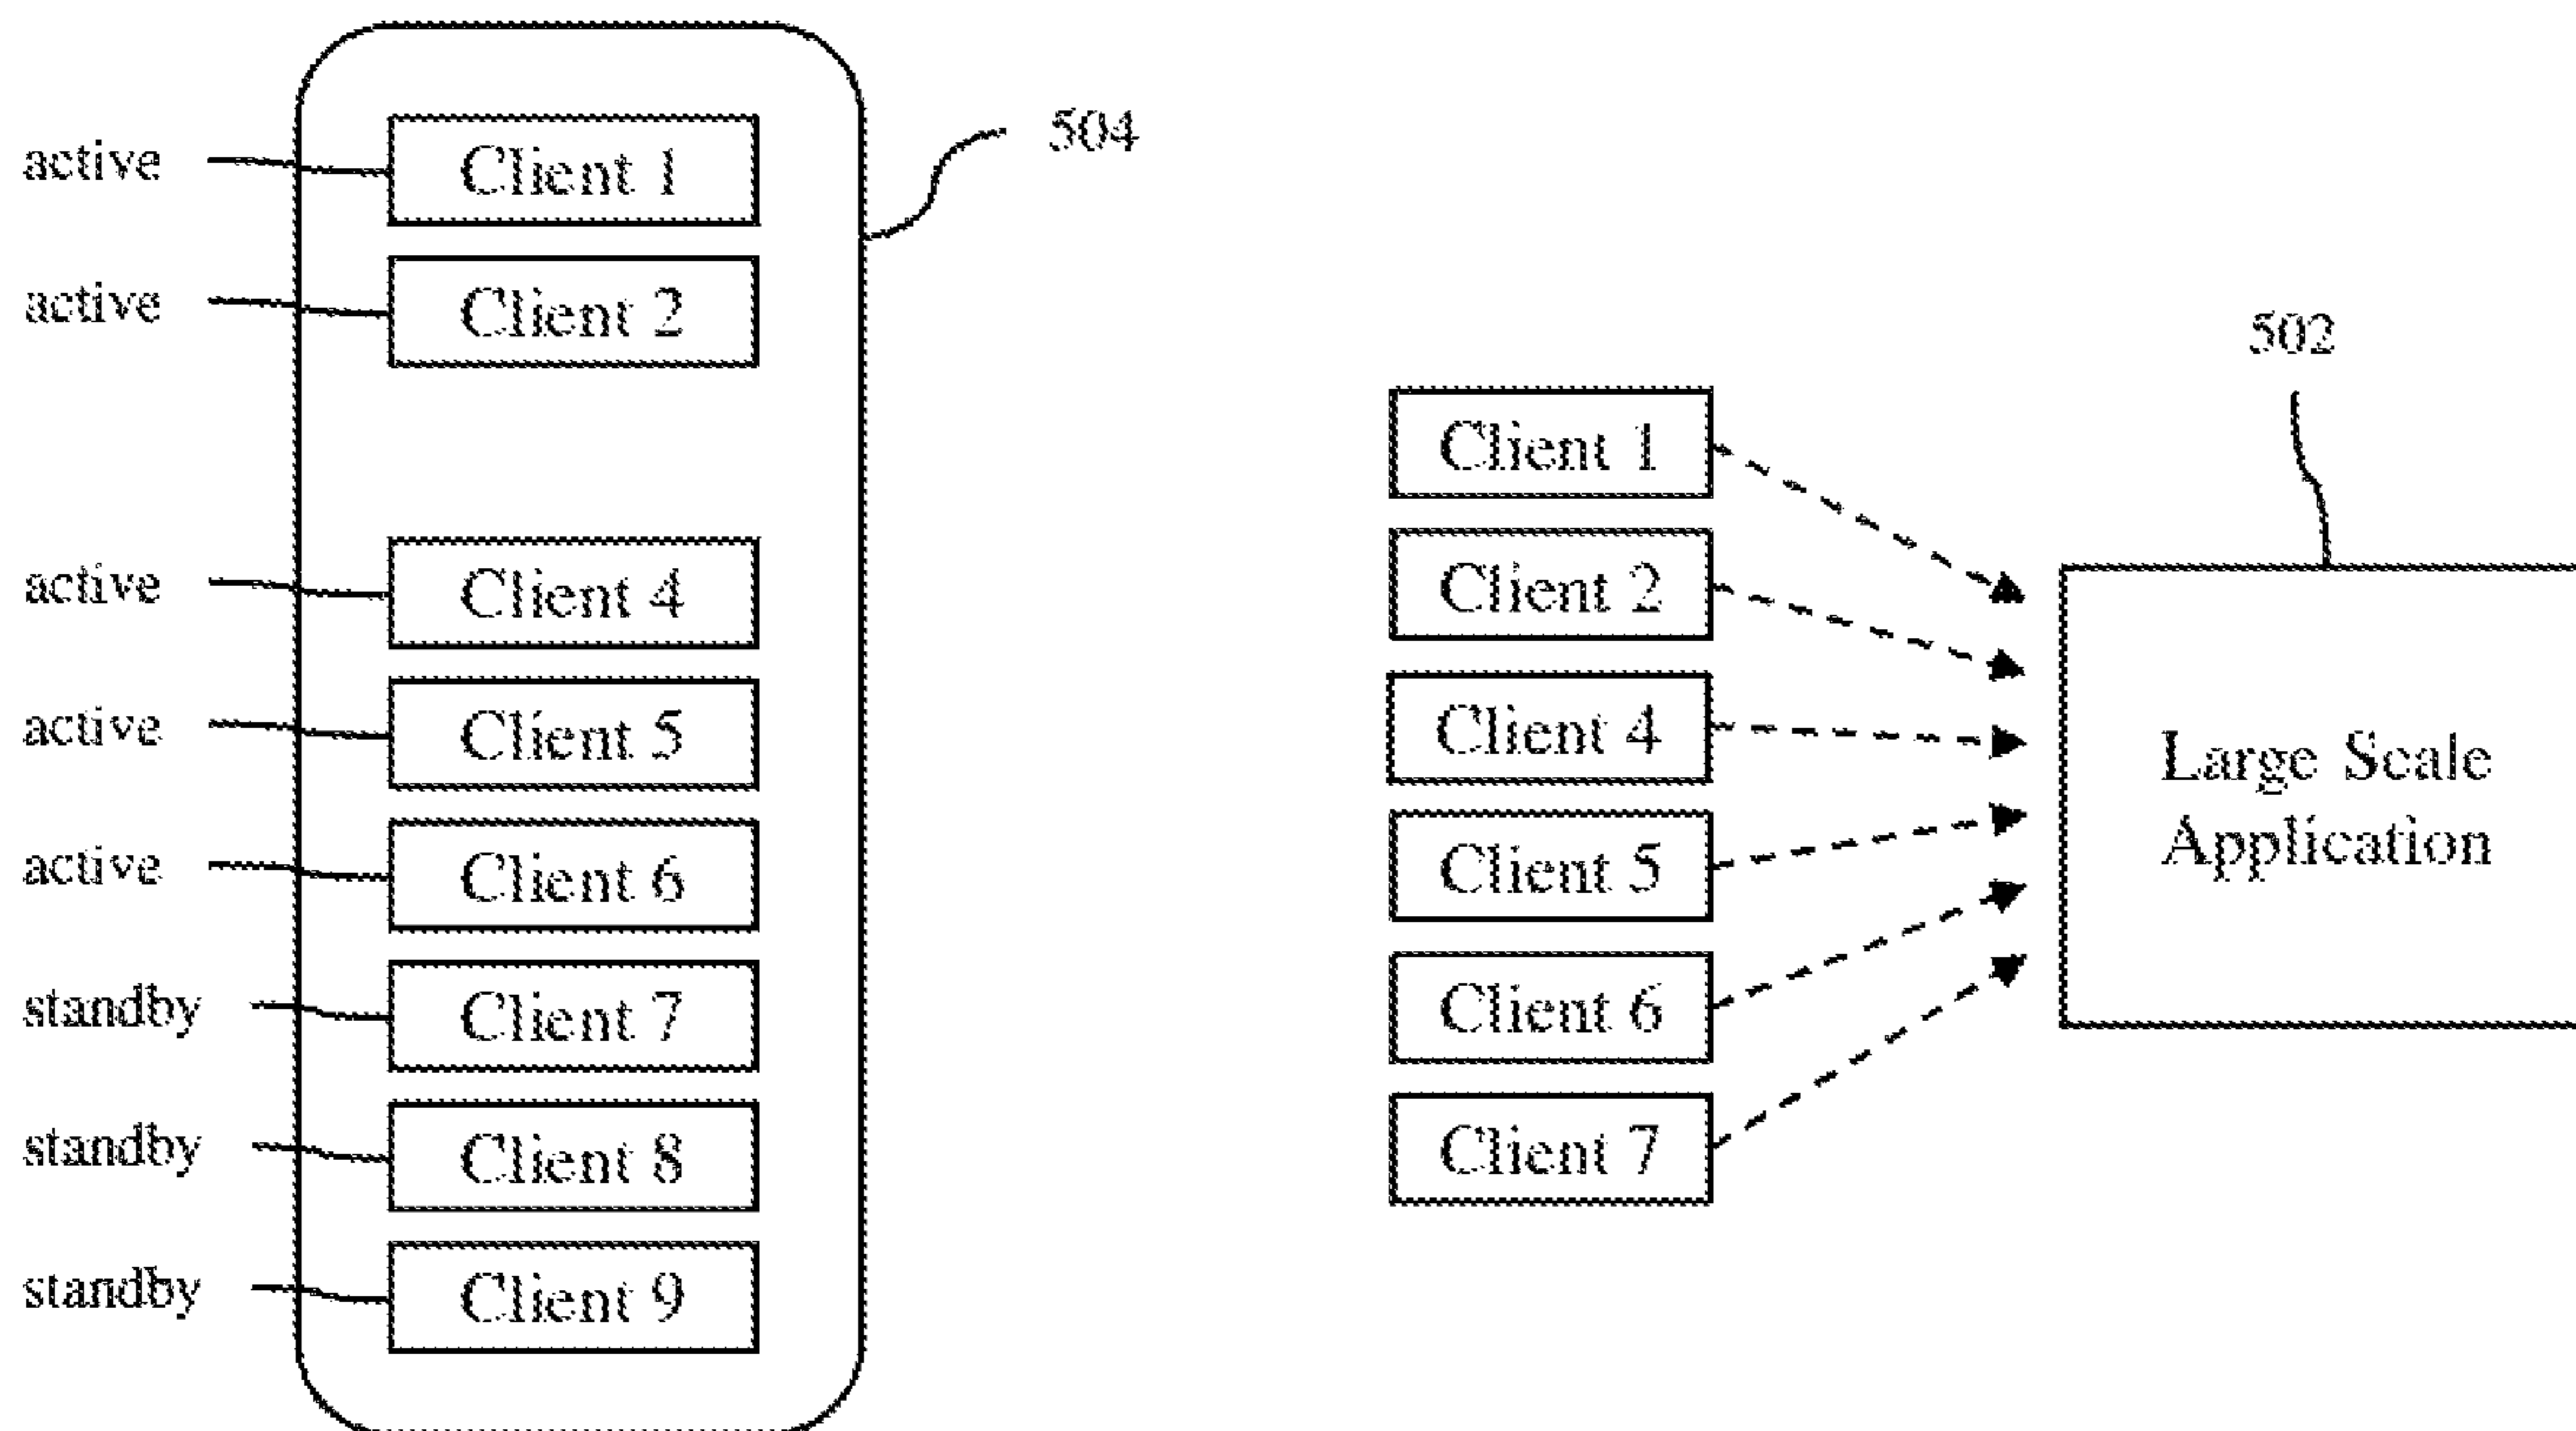 active
Client 1
504
active
Client 2
active
Client 4
active
Client 5
active
Client 6
standby
Client 7
standby
Client 8
standby
Client 9
502
Client 1
Client 2
Client 4
Client 5
Client 6
Client 7
Large Scale
Application